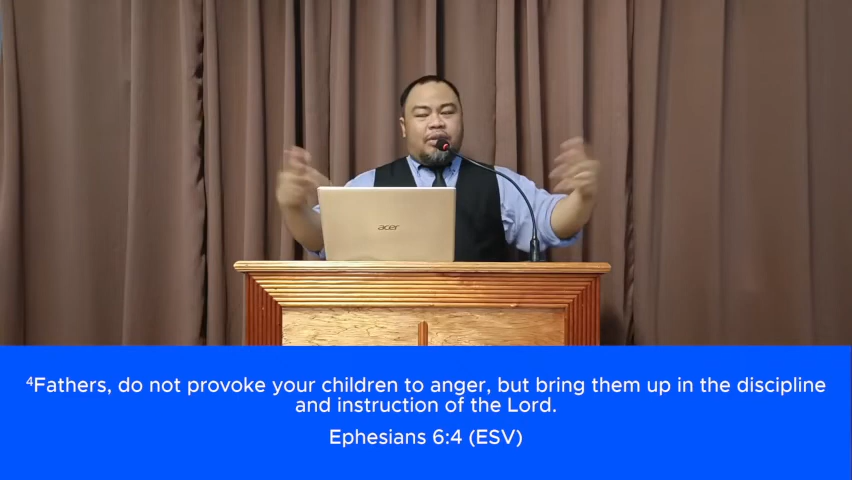 acer
⁴Fathers, do not provoke your children to anger, but bring them up in the discipline
and instruction of the Lord.
Ephesians 6:4 (ESV)